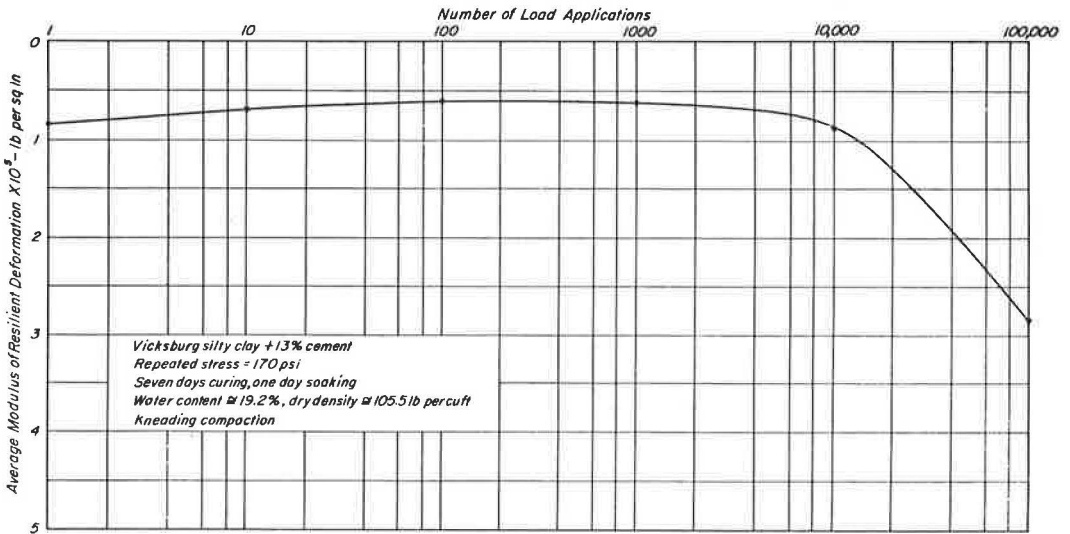 Number of Load Applications
1 10 100 1000 10,000 100,000
0
1
2
3
4
5
Average Modulus of Resilient Deformation X10⁵ - lb per sq in
Vicksburg silty clay + 13% cement
Repeated stress = 170 psi
Seven days curing, one day soaking
Water content ≅ 19.2%, dry density ≅ 105.5 lb per cu ft
Kneading compaction